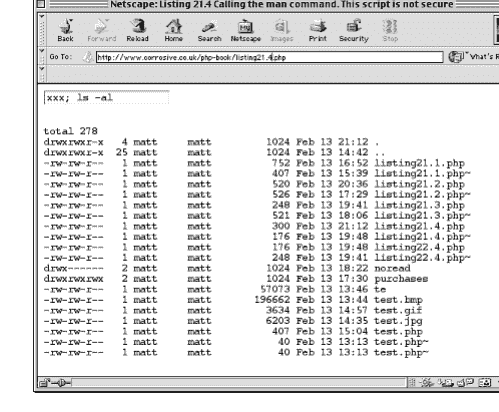 Netscape: Listing 21.4 Calling the man command. This script is not secure
Back Forward Reload Home Search Netscape Images Print Security Stop
Go To: http://www.corrosive.co.uk/php-book/listing21.4.php What's R
xxx; ls -al
total 278
drwxrwxr-x 4 matt matt 1024 Feb 13 21:12 .
drwxrwxr-x 25 matt matt 1024 Feb 13 14:42 ..
-rw-rw-r-- 1 matt matt 752 Feb 13 16:52 listing21.1.php
-rw-rw-r-- 1 matt matt 407 Feb 13 15:39 listing21.1.php~
-rw-rw-r-- 1 matt matt 520 Feb 13 20:36 listing21.2.php
-rw-rw-r-- 1 matt matt 526 Feb 13 17:29 listing21.2.php~
-rw-rw-r-- 1 matt matt 248 Feb 13 19:41 listing21.3.php
-rw-rw-r-- 1 matt matt 521 Feb 13 18:06 listing21.3.php~
-rw-rw-r-- 1 matt matt 300 Feb 13 21:12 listing21.4.php
-rw-rw-r-- 1 matt matt 176 Feb 13 19:48 listing21.4.php~
-rw-rw-r-- 1 matt matt 176 Feb 13 19:48 listing22.4.php
-rw-rw-r-- 1 matt matt 248 Feb 13 19:41 listing22.4.php~
drwx------ 2 matt matt 1024 Feb 13 18:22 noread
drwxrwxrwx 2 matt matt 1024 Feb 13 17:30 purchases
-rw-rw-r-- 1 matt matt 57073 Feb 13 13:46 te
-rw-rw-r-- 1 matt matt 196662 Feb 13 13:44 test.bmp
-rw-rw-r-- 1 matt matt 3634 Feb 13 14:57 test.gif
-rw-rw-r-- 1 matt matt 6203 Feb 13 14:35 test.jpg
-rw-rw-r-- 1 matt matt 407 Feb 13 15:04 test.php
-rw-rw-r-- 1 matt matt 40 Feb 13 13:13 test.php~
-rw-rw-r-- 1 matt matt 40 Feb 13 13:13 test.php~